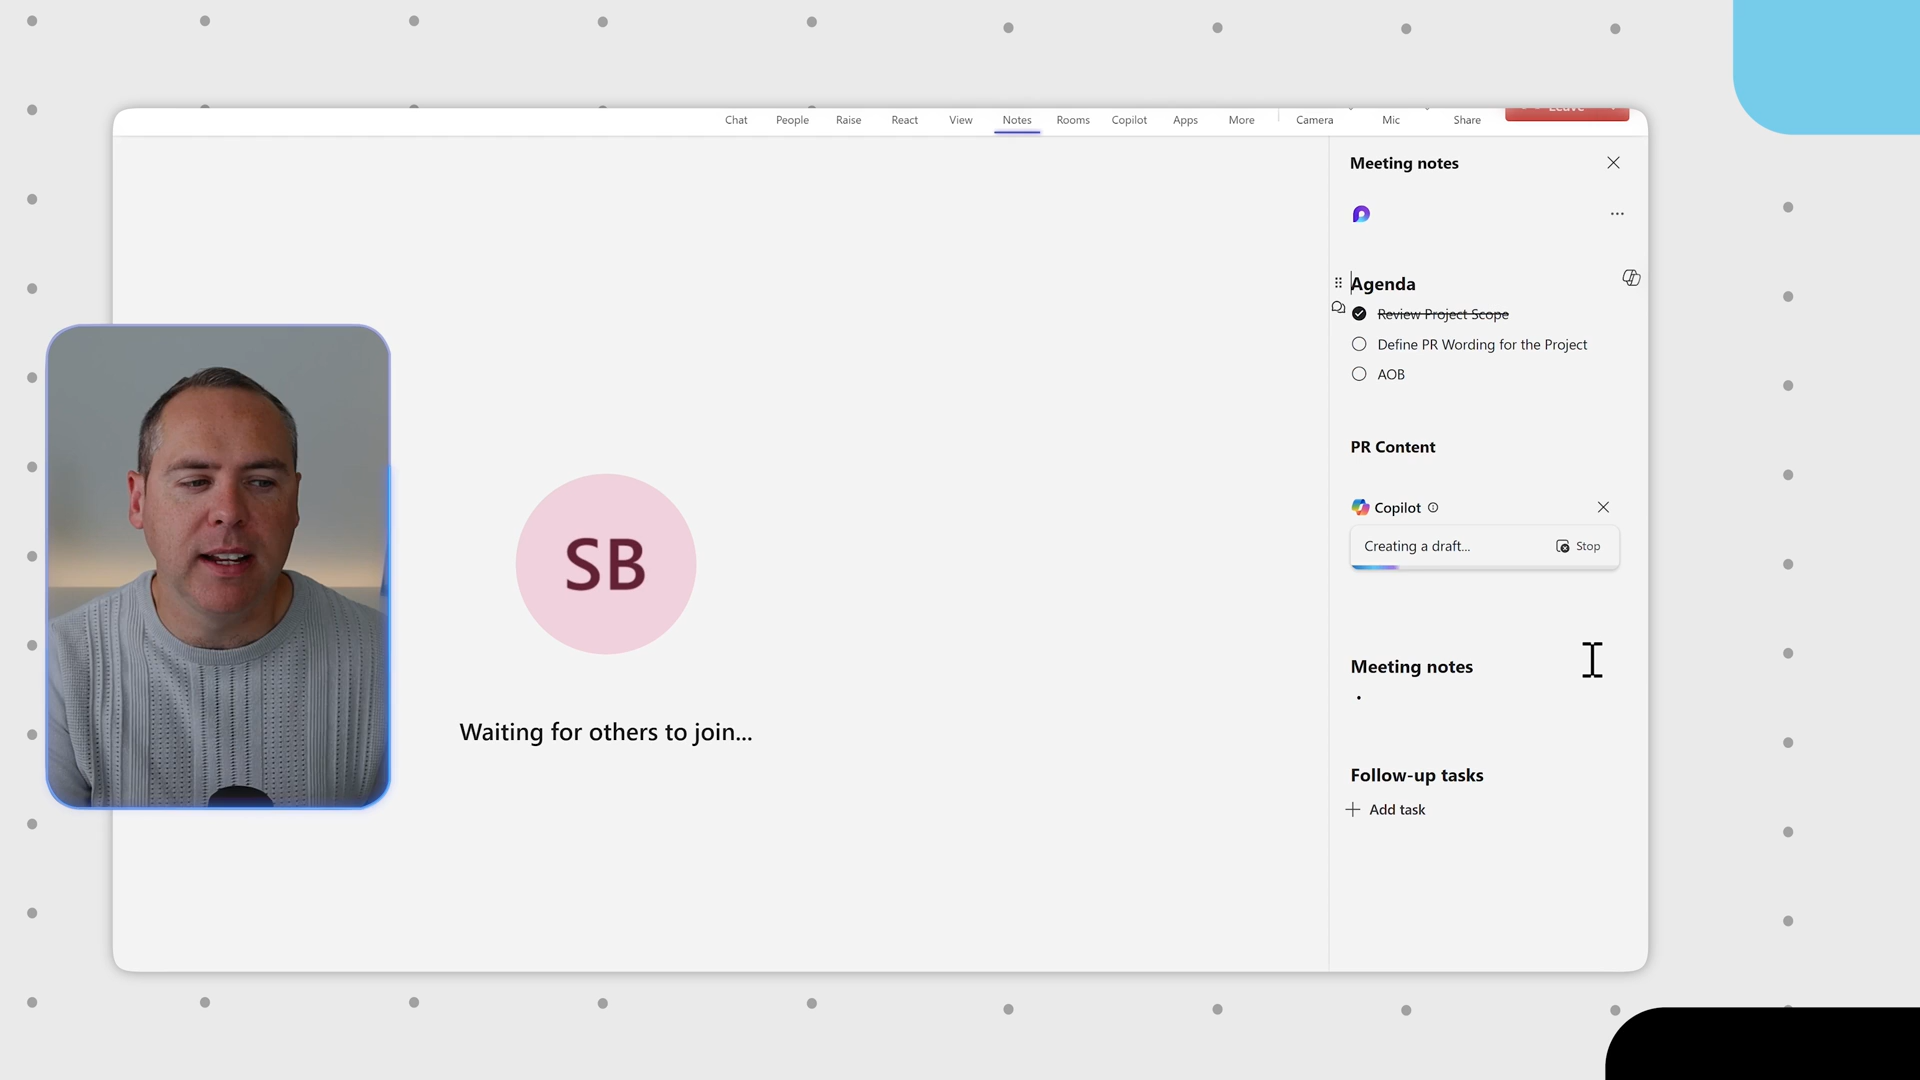 Chat People Raise React View Notes Rooms Copilot Apps More Camera Mic Share Leave
Meeting notes
Agenda
Review Project Scope
Define PR Wording for the Project
AOB
PR Content
Copilot
Creating a draft... Stop
SB
Waiting for others to join...
Meeting notes
Follow-up tasks
Add task